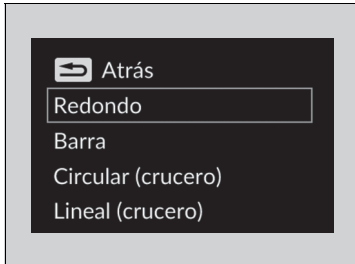 Atrás
Redondo
Barra
Circular (crucero)
Lineal (crucero)